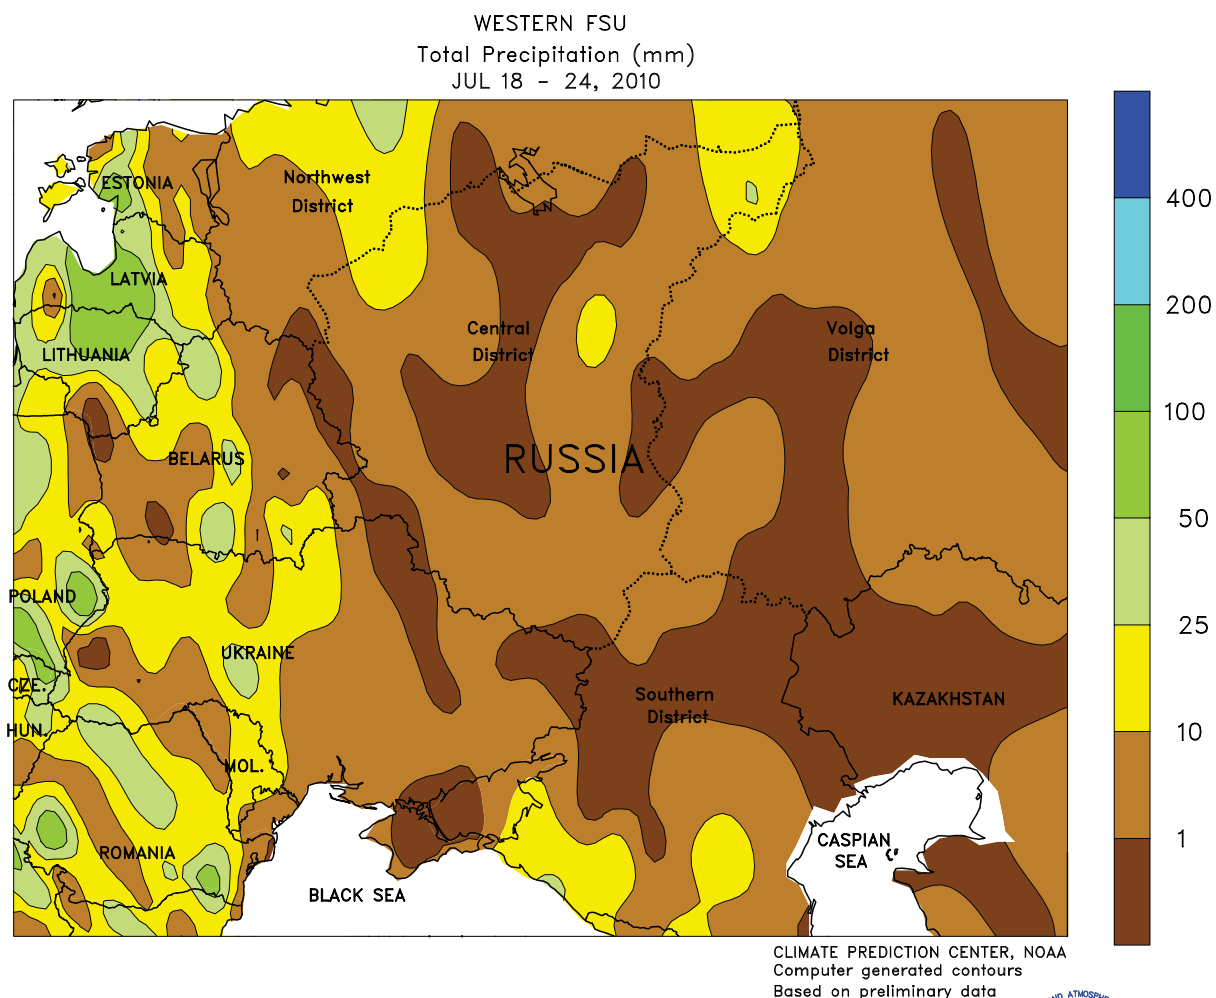 WESTERN FSU
Total Precipitation (mm)
JUL 18 - 24, 2010
ESTONIA
Northwest
District
LATVIA
LITHUANIA
Central
District
Volga
District
BELARUS
RUSSIA
POLAND
UKRAINE
CZE.
Southern
District
KAZAKHSTAN
HUN.
MOL.
ROMANIA
CASPIAN
SEA
BLACK SEA
400
200
100
50
25
10
1
CLIMATE PREDICTION CENTER, NOAA
Computer generated contours
Based on preliminary data